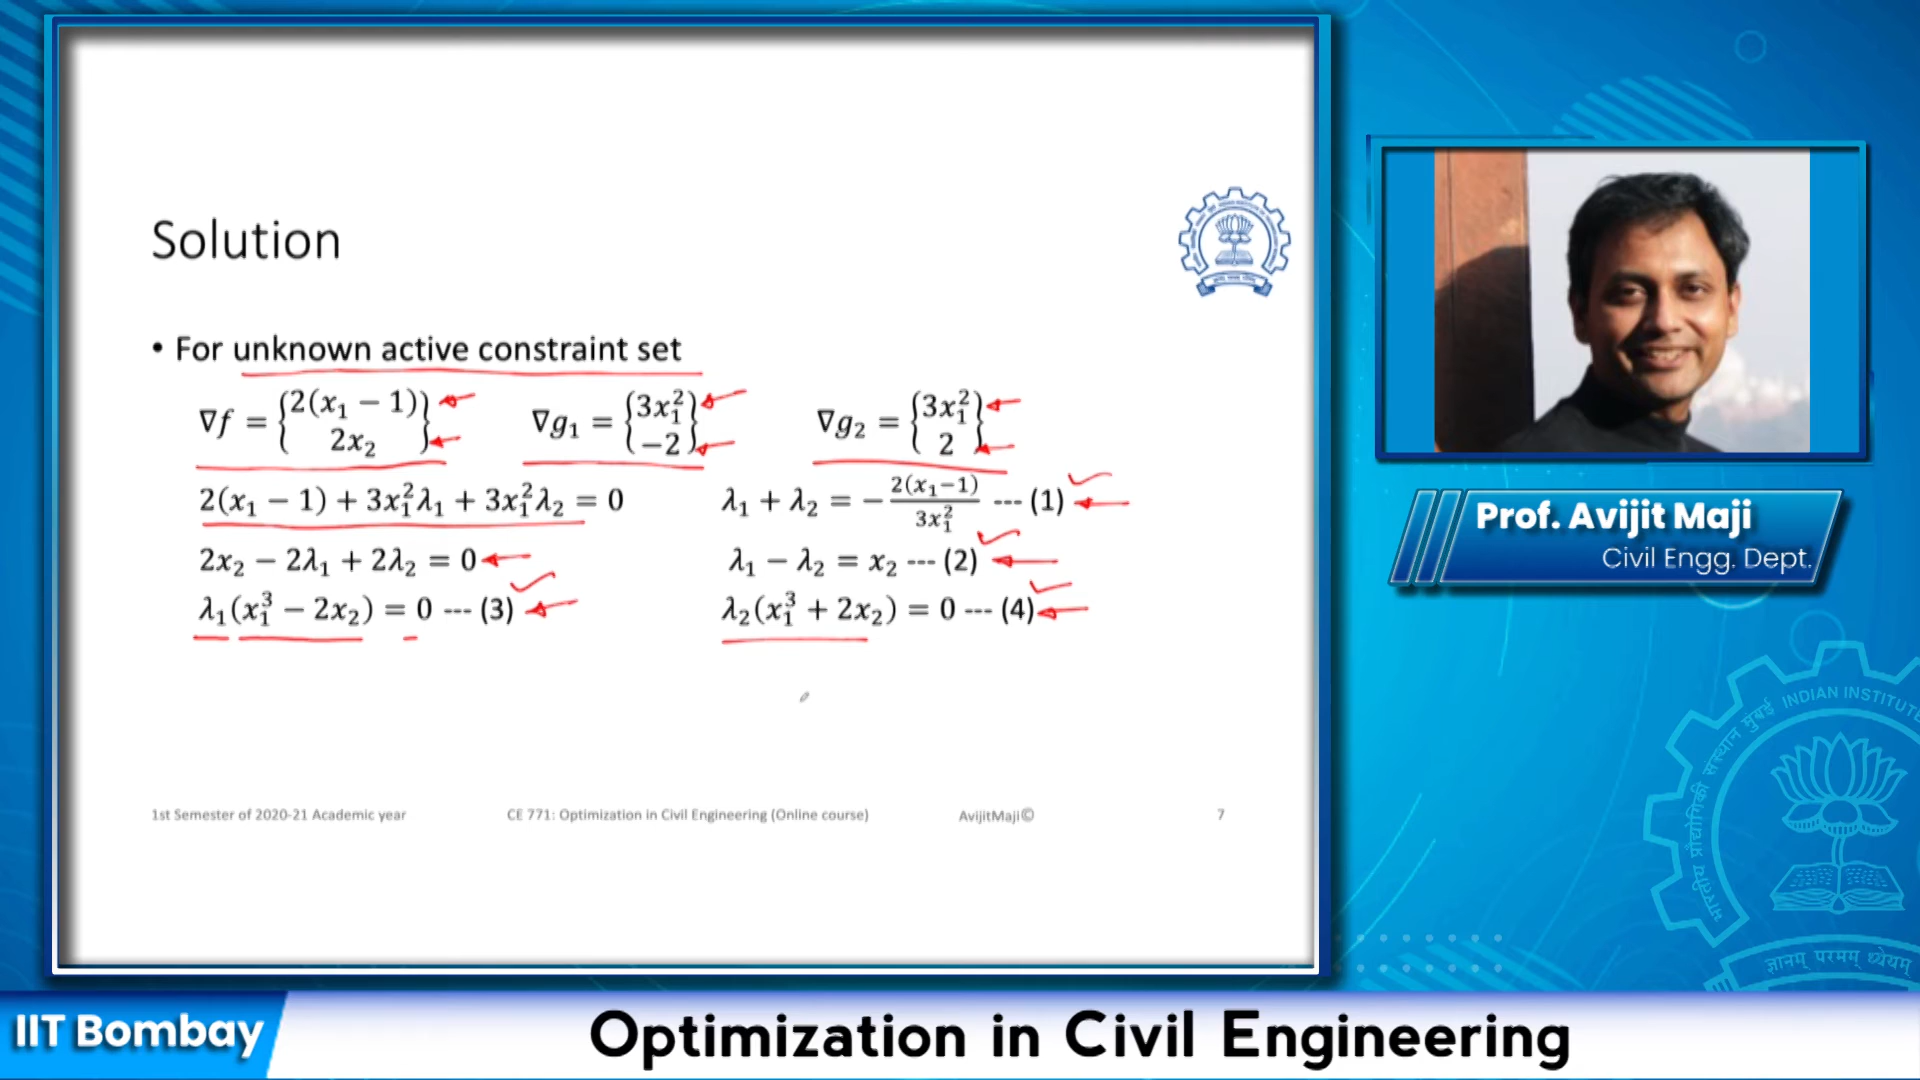 Solution
• For unknown active constraint set
∇f = {2(x₁ − 1) 2x₂} ∇g₁ = {3x₁² −2} ∇g₂ = {3x₁² 2}
2(x₁ − 1) + 3x₁²λ₁ + 3x₁²λ₂ = 0 λ₁ + λ₂ = − 2(x₁−1)/3x₁² --- (1)
2x₂ − 2λ₁ + 2λ₂ = 0 λ₁ − λ₂ = x₂ --- (2)
λ₁(x₁³ − 2x₂) = 0 --- (3) λ₂(x₁³ + 2x₂) = 0 --- (4)
1st Semester of 2020-21 Academic year CE 771: Optimization in Civil Engineering (Online course) AvijitMaji© 7
Prof. Avijit Maji
Civil Engg. Dept.
INDIAN INSTITUTE
ज्ञानम् परमम् ध्येयम्
IIT Bombay
Optimization in Civil Engineering